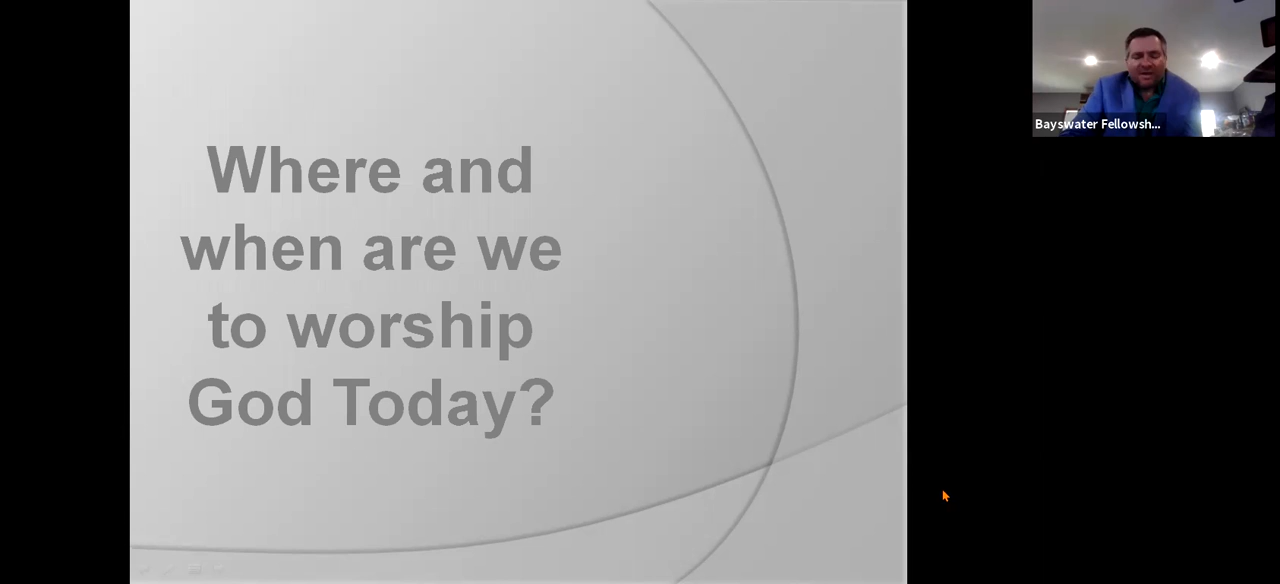 Where and
when are we
to worship
God Today?
Bayswater Fellowsh...